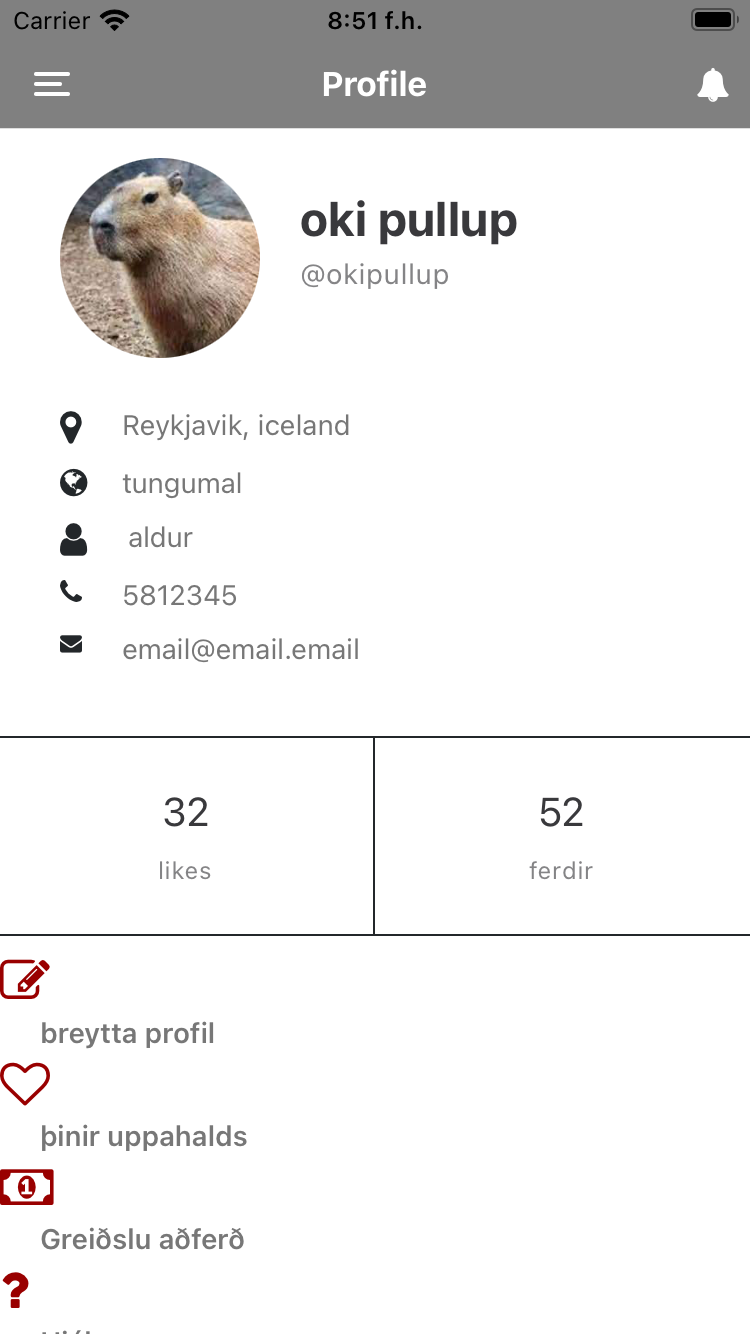 Carrier 8:51 f.h.
Profile
oki pullup
@okipullup
Reykjavik, iceland
tungumal
aldur
5812345
email@email.email
32 52
likes ferdir
breytta profil
þinir uppahalds
1
Greiðslu aðferð
?